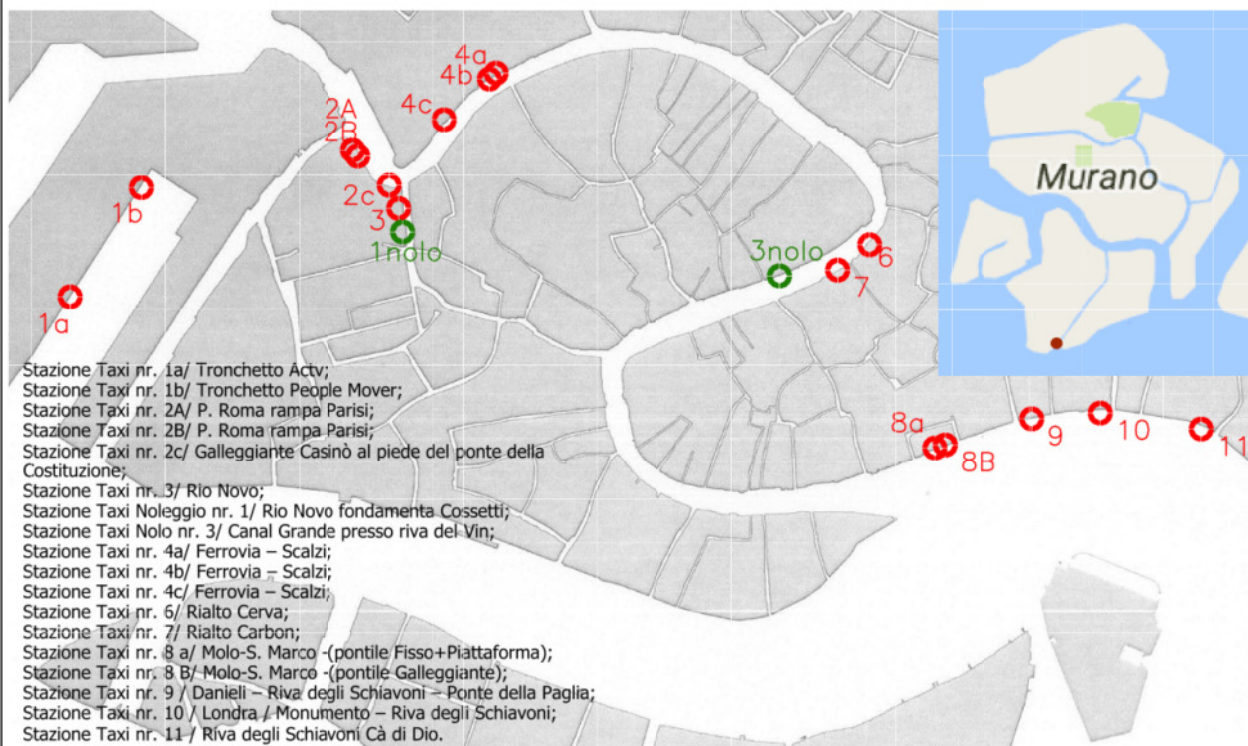 4a
4b
4c
2A
2B
1b
2c
3
1nolo
3nolo
6
7
1a
Murano
Stazione Taxi nr. 1a/ Tronchetto Actv;
Stazione Taxi nr. 1b/ Tronchetto People Mover;
Stazione Taxi nr. 2A/ P. Roma rampa Parisi;
Stazione Taxi nr. 2B/ P. Roma rampa Parisi;
Stazione Taxi nr. 2c/ Galleggiante Casinò al piede del ponte della
Costituzione;
Stazione Taxi nr. 3/ Rio Novo;
Stazione Taxi Noleggio nr. 1/ Rio Novo fondamenta Cossetti;
Stazione Taxi Nolo nr. 3/ Canal Grande presso riva del Vin;
Stazione Taxi nr. 4a/ Ferrovia – Scalzi;
Stazione Taxi nr. 4b/ Ferrovia – Scalzi;
Stazione Taxi nr. 4c/ Ferrovia – Scalzi;
Stazione Taxi nr. 6/ Rialto Cerva;
Stazione Taxi nr. 7/ Rialto Carbon;
Stazione Taxi nr. 8 a/ Molo-S. Marco -(pontile Fisso+Piattaforma);
Stazione Taxi nr. 8 B/ Molo-S. Marco -(pontile Galleggiante);
Stazione Taxi nr. 9 / Danieli – Riva degli Schiavoni – Ponte della Paglia;
Stazione Taxi nr. 10 / Londra / Monumento – Riva degli Schiavoni;
Stazione Taxi nr. 11 / Riva degli Schiavoni Cà di Dio.
8a
8B
9
10
11